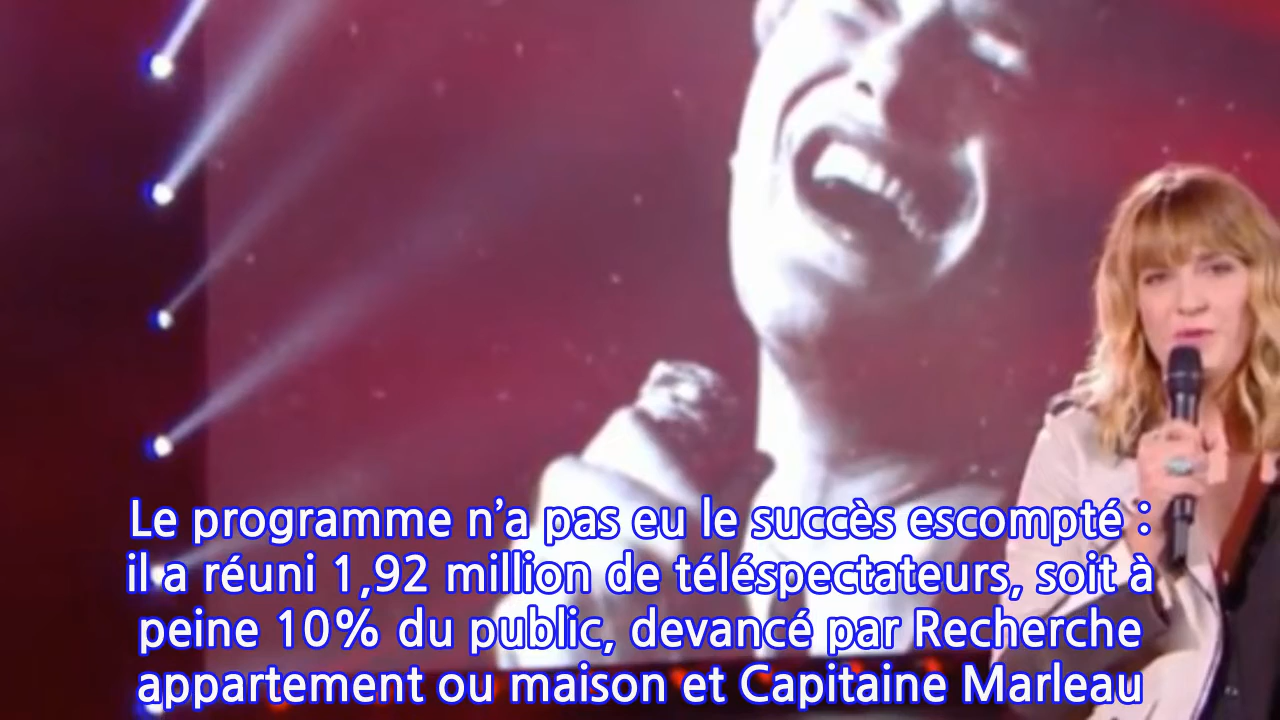 Le programme n’a pas eu le succès escompté :
il a réuni 1,92 million de téléspectateurs, soit à
peine 10% du public, devancé par Recherche
appartement ou maison et Capitaine Marleau